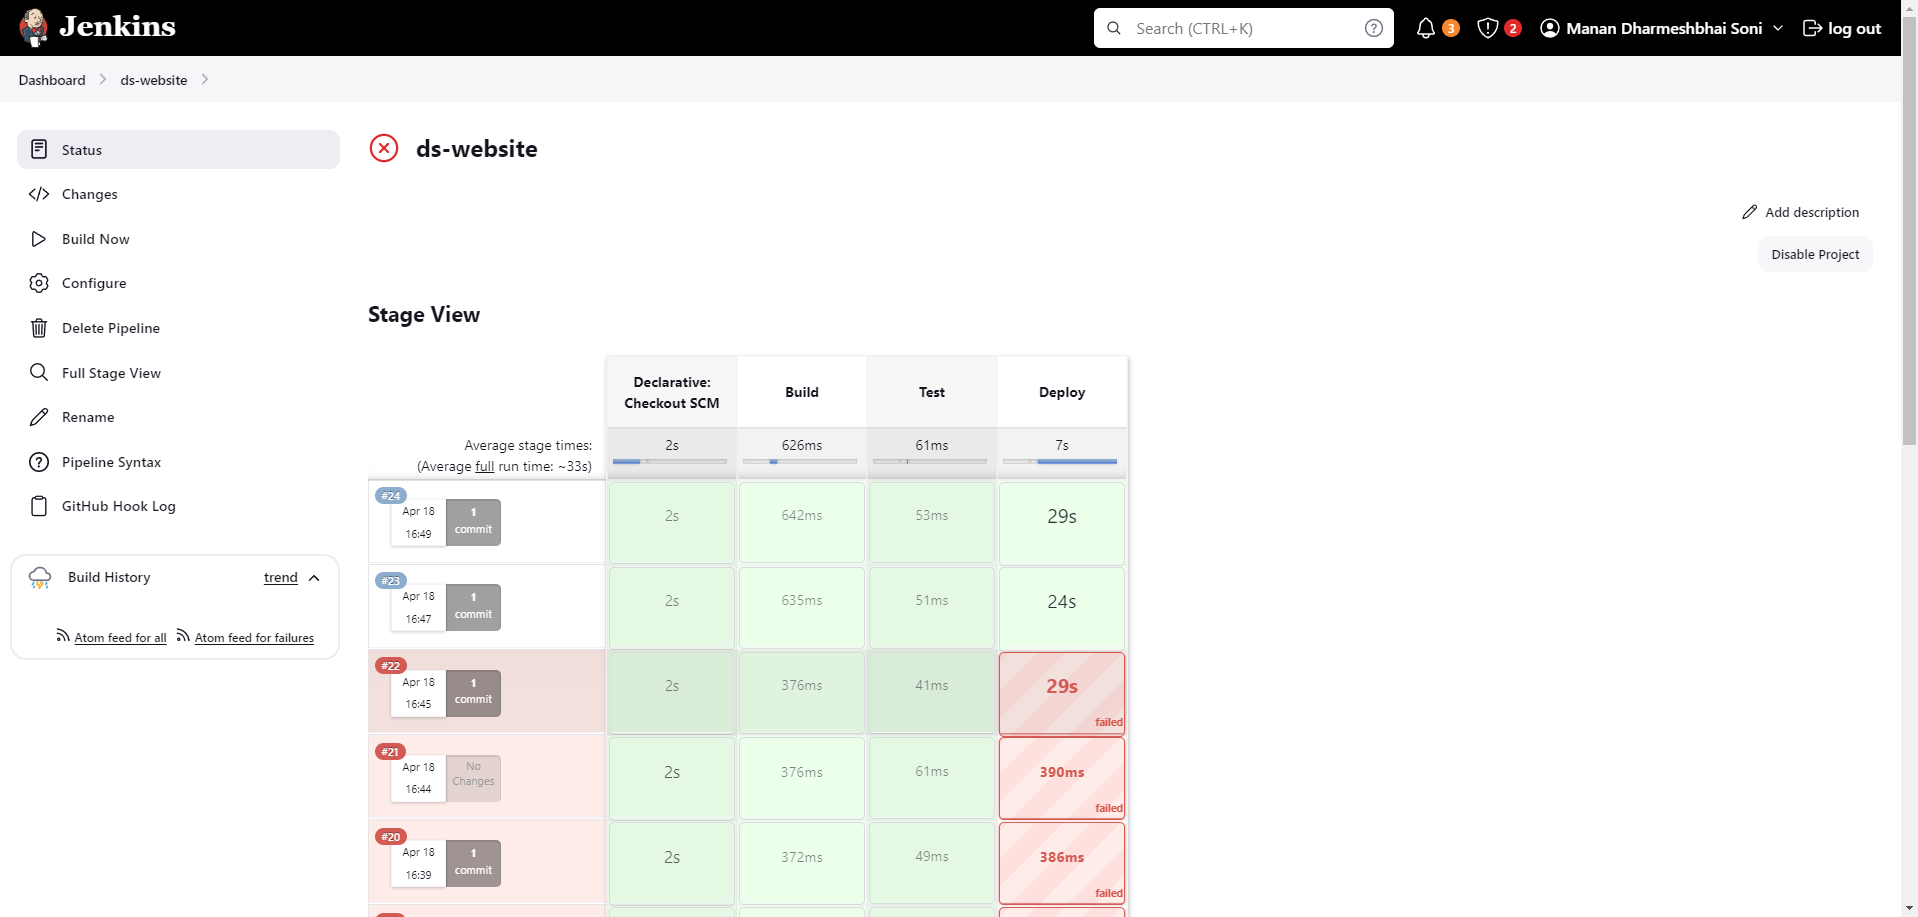 Jenkins
Search (CTRL+K)
3
2
Manan Dharmeshbhai Soni
log out
Dashboard
ds-website
Status
Changes
Build Now
Configure
Delete Pipeline
Full Stage View
Rename
Pipeline Syntax
GitHub Hook Log
Build History
trend
Atom feed for all
Atom feed for failures
ds-website
Add description
Disable Project
Stage View
Declarative:
Checkout SCM
Build
Test
Deploy
Average stage times:
(Average full run time: ~33s)
2s
626ms
61ms
7s
#24
Apr 18
16:49
1
commit
2s
642ms
53ms
29s
#23
Apr 18
16:47
1
commit
2s
635ms
51ms
24s
#22
Apr 18
16:45
1
commit
2s
376ms
41ms
29s
failed
#21
Apr 18
16:44
No
Changes
2s
376ms
61ms
390ms
failed
#20
Apr 18
16:39
1
commit
2s
372ms
49ms
386ms
failed